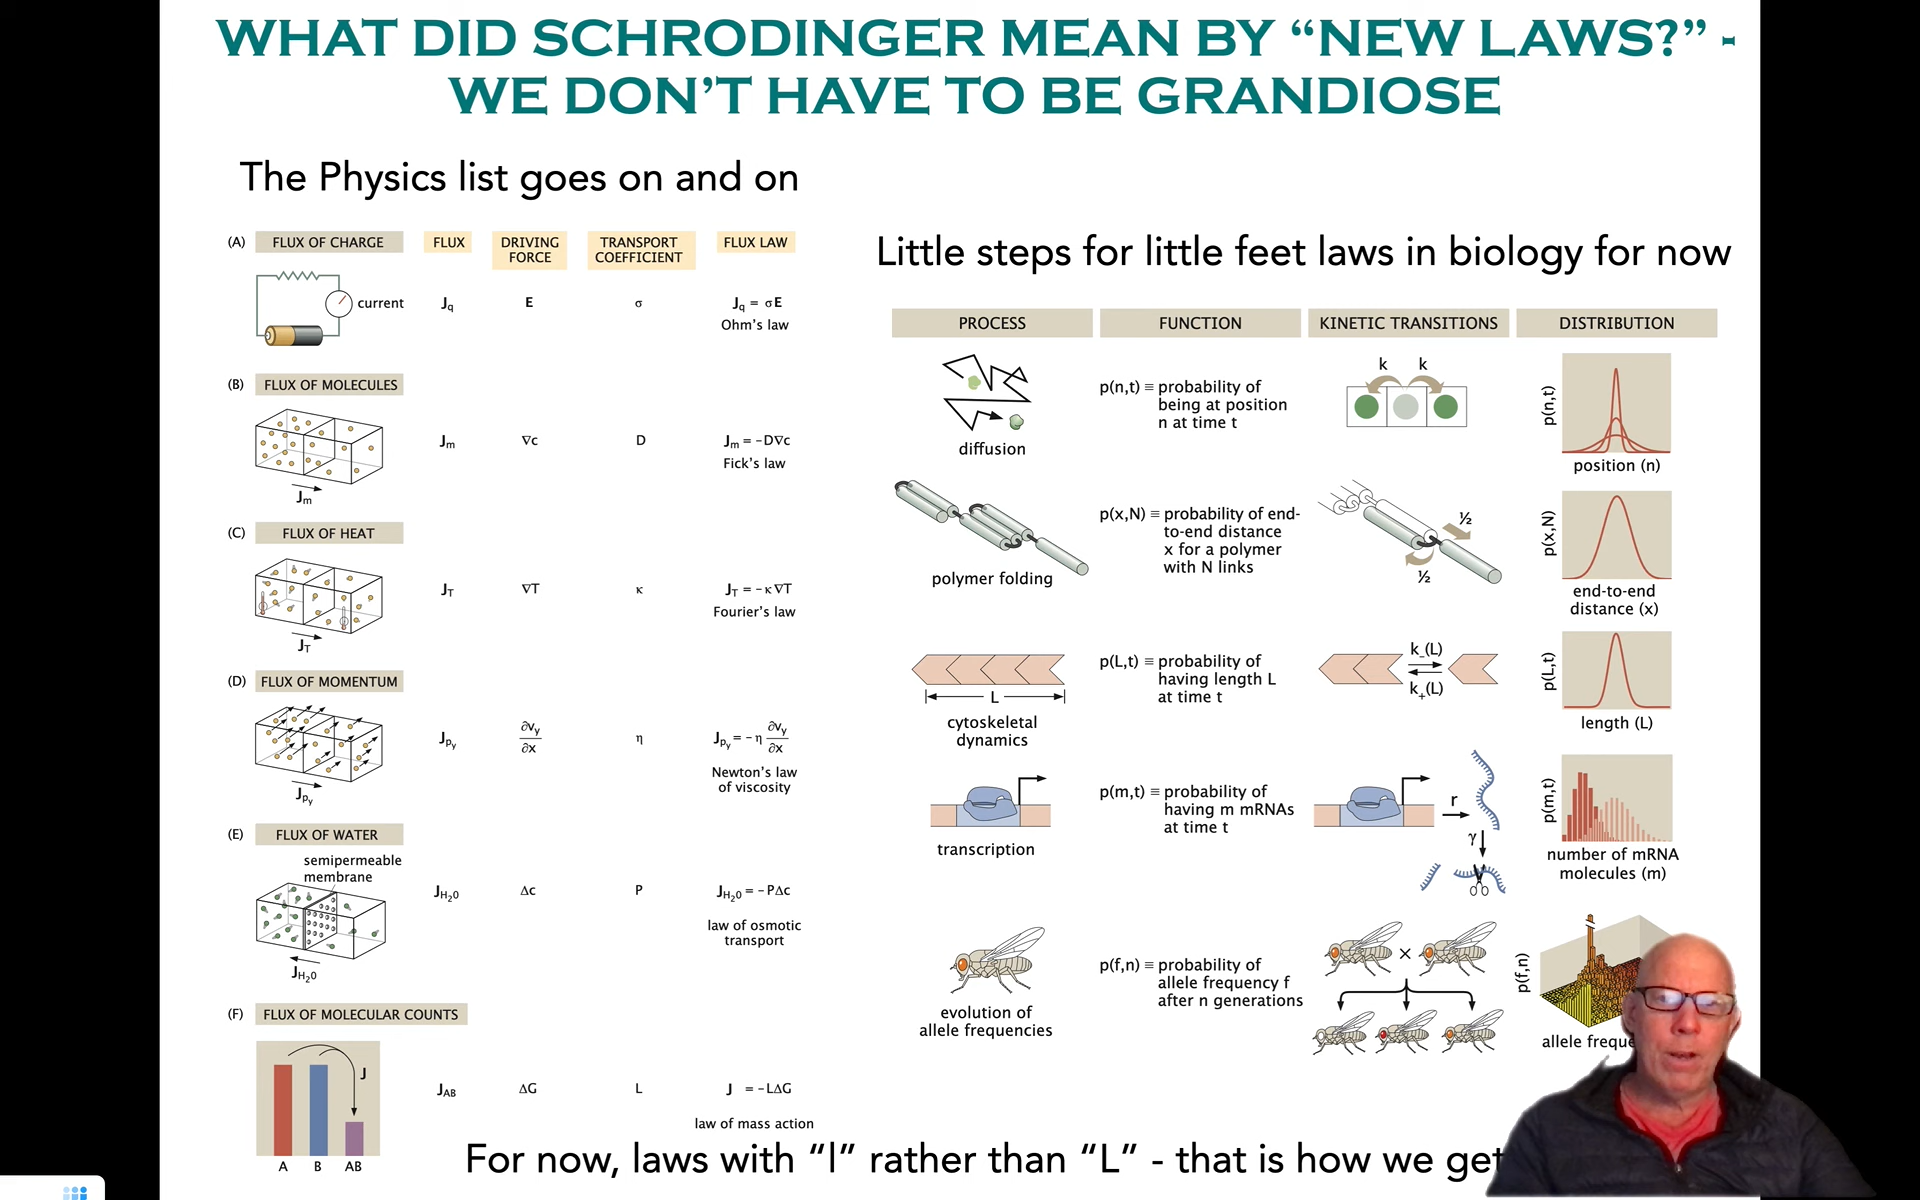 WHAT DID SCHRODINGER MEAN BY “NEW LAWS?” -
WE DON’T HAVE TO BE GRANDIOSE
The Physics list goes on and on
(A) FLUX OF CHARGE
FLUX
DRIVING
FORCE
TRANSPORT
COEFFICIENT
FLUX LAW
current
Jq
E
σ
Jq = σE
Ohm’s law
(B) FLUX OF MOLECULES
Jm
Jm
∇c
D
Jm = -D∇c
Fick’s law
(C) FLUX OF HEAT
JT
JT
∇T
κ
JT = -κ∇T
Fourier’s law
(D) FLUX OF MOMENTUM
Jpy
Jpy
∂vy
∂x
η
Jpy = -η ∂vy
∂x
Newton’s law
of viscosity
(E) FLUX OF WATER
semipermeable
membrane
JH2O
JH2O
Δc
P
JH2O = -PΔc
law of osmotic
transport
(F) FLUX OF MOLECULAR COUNTS
J
A B AB
JAB
ΔG
L
J = -LΔG
law of mass action
Little steps for little feet laws in biology for now
PROCESS
FUNCTION
KINETIC TRANSITIONS
DISTRIBUTION
diffusion
p(n,t) ≡ probability of
being at position
n at time t
k k
p(n,t)
position (n)
polymer folding
p(x,N) ≡ probability of end-
to-end distance
x for a polymer
with N links
½
½
p(x,N)
end-to-end
distance (x)
L
cytoskeletal
dynamics
p(L,t) ≡ probability of
having length L
at time t
k-(L)
k+(L)
p(L,t)
length (L)
transcription
p(m,t) ≡ probability of
having m mRNAs
at time t
r
γ
p(m,t)
number of mRNA
molecules (m)
evolution of
allele frequencies
p(f,n) ≡ probability of
allele frequency f
after n generations
×
p(f,n)
allele freque
For now, laws with “l” rather than “L” - that is how we get